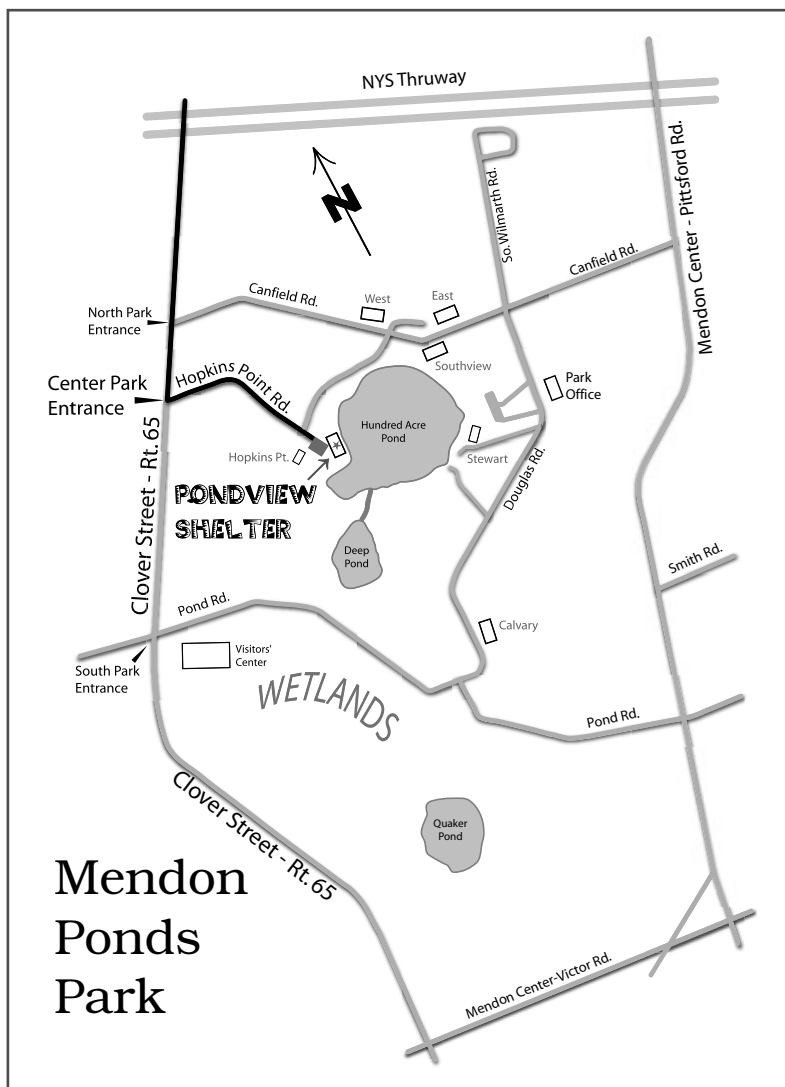 NYS Thruway
N
So. Wilmarth Rd.
Mendon Center - Pittsford Rd.
Canfield Rd.
Canfield Rd.
West
East
North Park
Entrance
Southview
Center Park
Entrance
Hopkins Point Rd.
Park
Office
Hundred Acre
Pond
Hopkins Pt.
Stewart
Clover Street - Rt. 65
PONDVIEW
SHELTER
Douglas Rd.
Deep
Pond
Smith Rd.
Pond Rd.
Calvary
Visitors'
Center
South Park
Entrance
WETLANDS
Pond Rd.
Clover Street - Rt. 65
Quaker
Pond
Mendon
Ponds
Park
Mendon Center-Victor Rd.